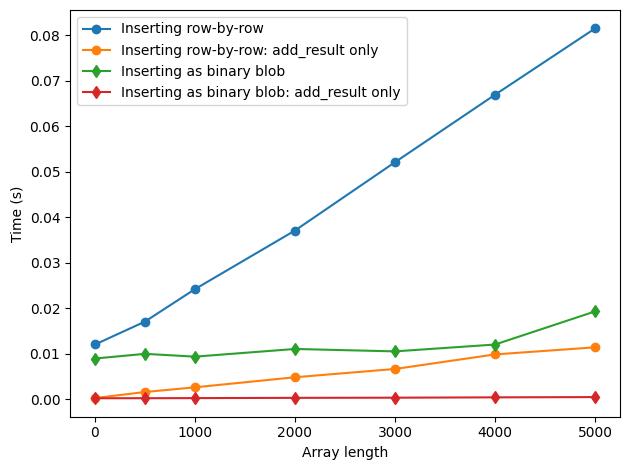 Inserting row-by-row
Inserting row-by-row: add_result only
Inserting as binary blob
Inserting as binary blob: add_result only
0.08
0.07
0.06
0.05
0.04
0.03
0.02
0.01
0.00
Time (s)
0 1000 2000 3000 4000 5000
Array length